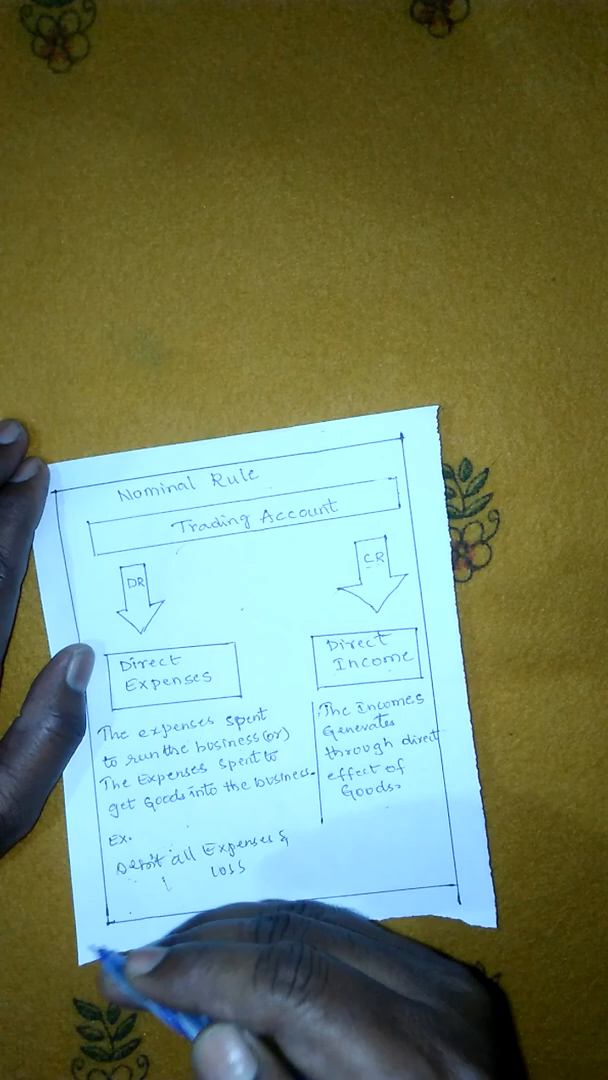 Nominal Rule
Trading Account
DR
CR
Direct
Expenses
Direct
Income
The expenses spent
to run the business (or)
The Expenses spent to
get Goods into the business.
Ex.
Debit all Expenses &
Loss
The Incomes
Generates
through direct
effect of
Goods.